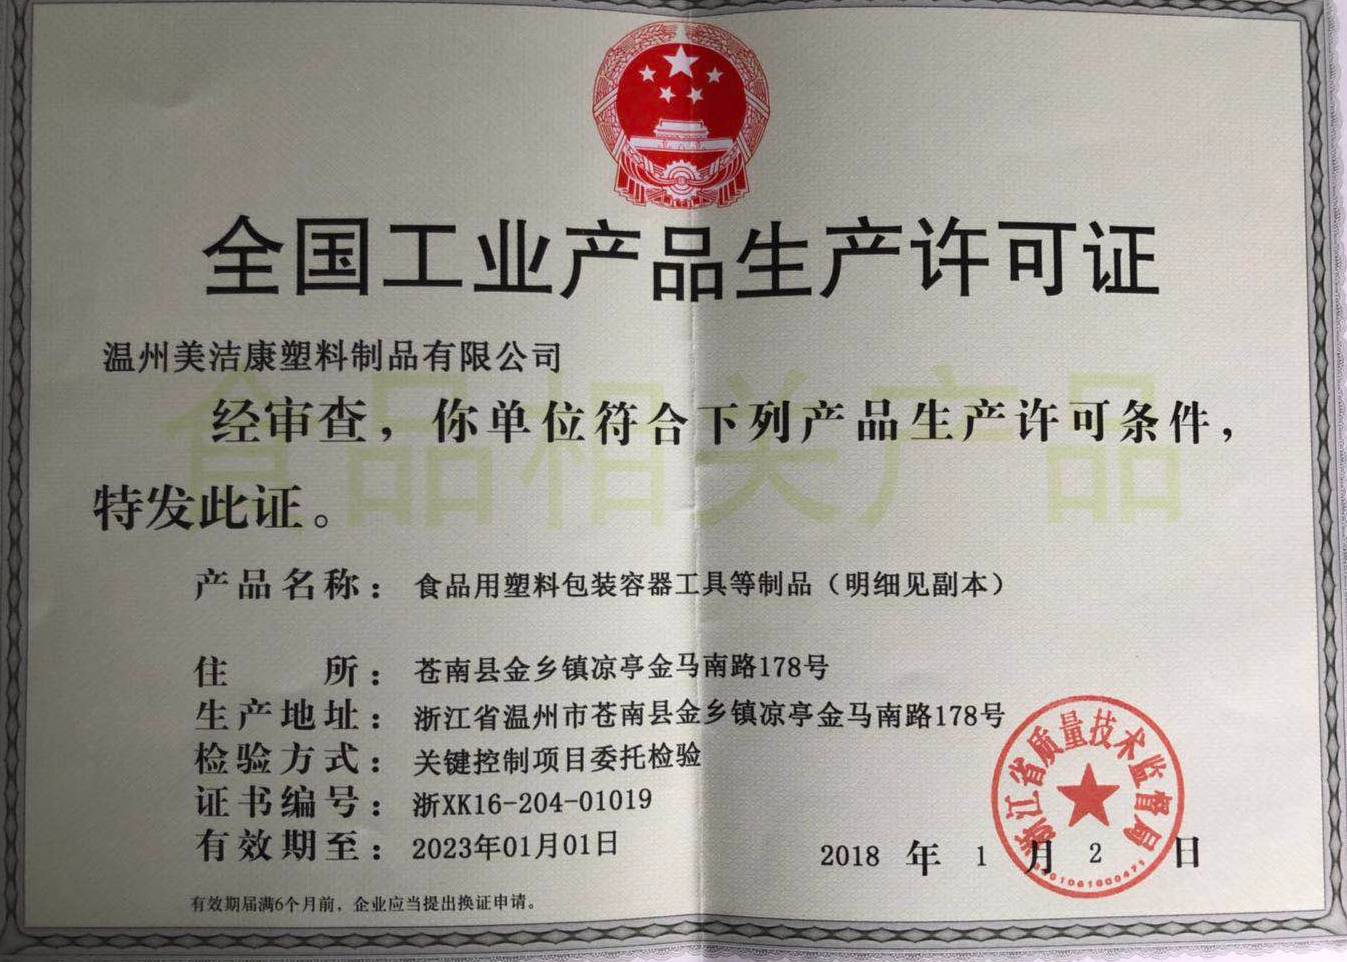 全国工业产品生产许可证
温州美洁康塑料制品有限公司
食品相关产品
经审查，你单位符合下列产品生产许可条件，
特发此证。
产品名称：食品用塑料包装容器工具等制品（明细见副本）
住所：苍南县金乡镇凉亭金马南路178号
生产地址：浙江省温州市苍南县金乡镇凉亭金马南路178号
检验方式：关键控制项目委托检验
证书编号：浙XK16-204-01019
有效期至：2023年01月01日
浙江省质量技术监督局
2018 年 1 月 2 日
有效期届满6个月前，企业应当提出换证申请。